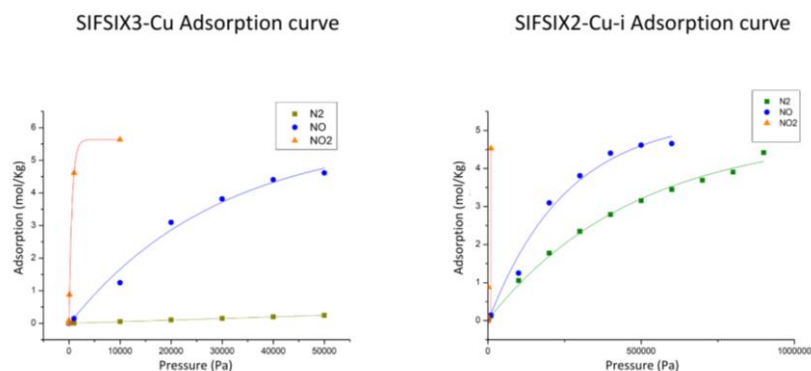 SIFSIX3-Cu Adsorption curve
N2
NO
NO2
Adsorption (mol/Kg)
6
5
4
3
2
1
0
0 10000 20000 30000 40000 50000
Pressure (Pa)
SIFSIX2-Cu-i Adsorption curve
N2
NO
NO2
Adsorption (mol/Kg)
5
4
3
2
1
0
0 500000 1000000
Pressure (Pa)